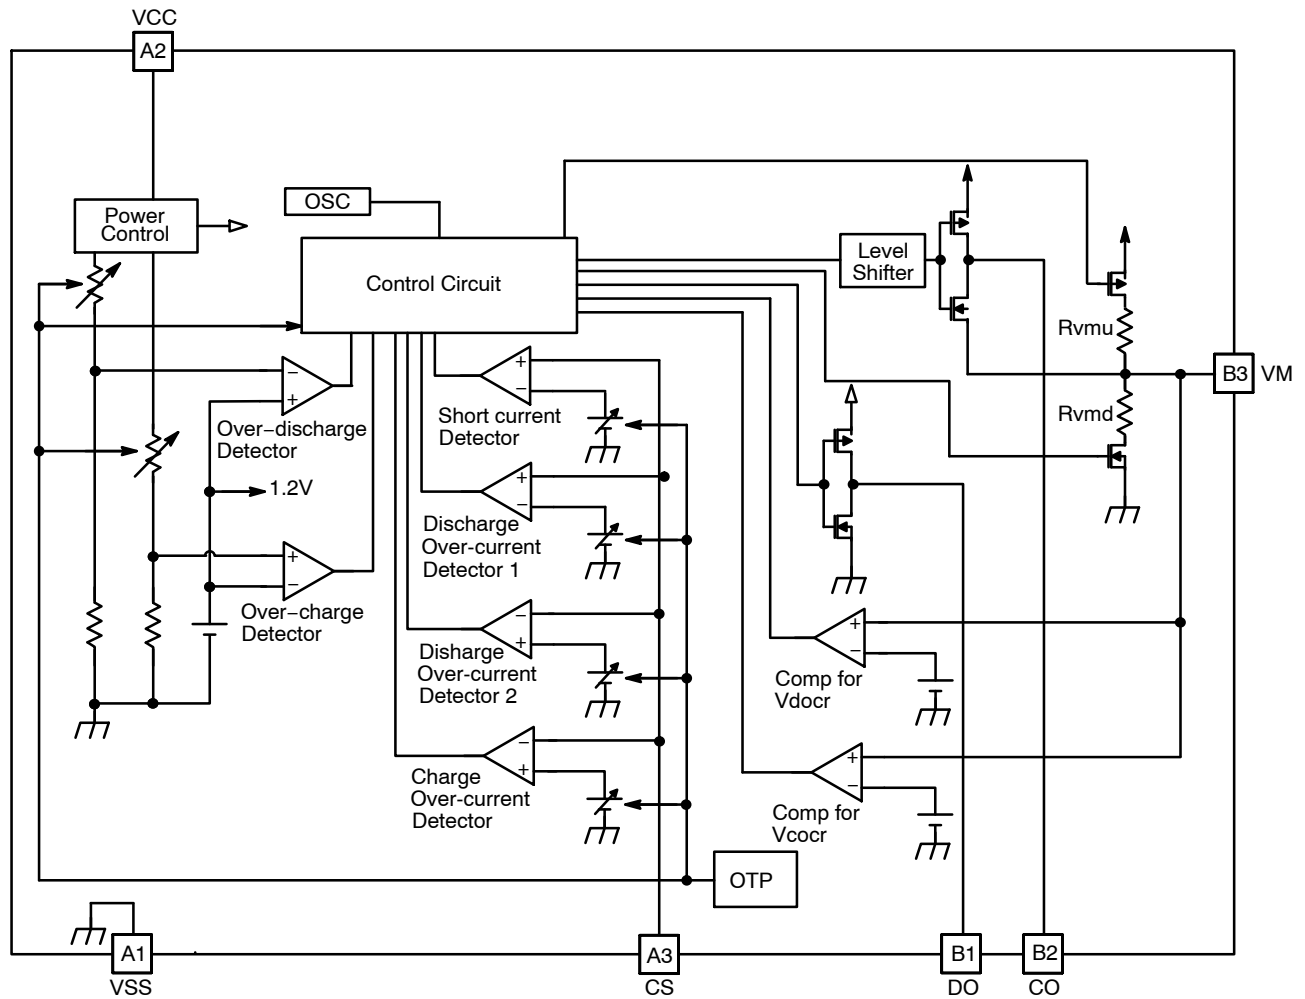 VCC
A2
Power
Control
OSC
Control Circuit
Level
Shifter
Rvmu
B3 VM
Rvmd
−
+
Over−discharge
Detector
1.2V
+
−
Over−charge
Detector
+
−
Short current
Detector
+
−
Discharge
Over-current
Detector 1
−
+
Disharge
Over-current
Detector 2
−
+
Charge
Over-current
Detector
+
−
Comp for
Vdocr
+
−
Comp for
Vcocr
OTP
A1
VSS
A3
CS
B1
DO
B2
CO